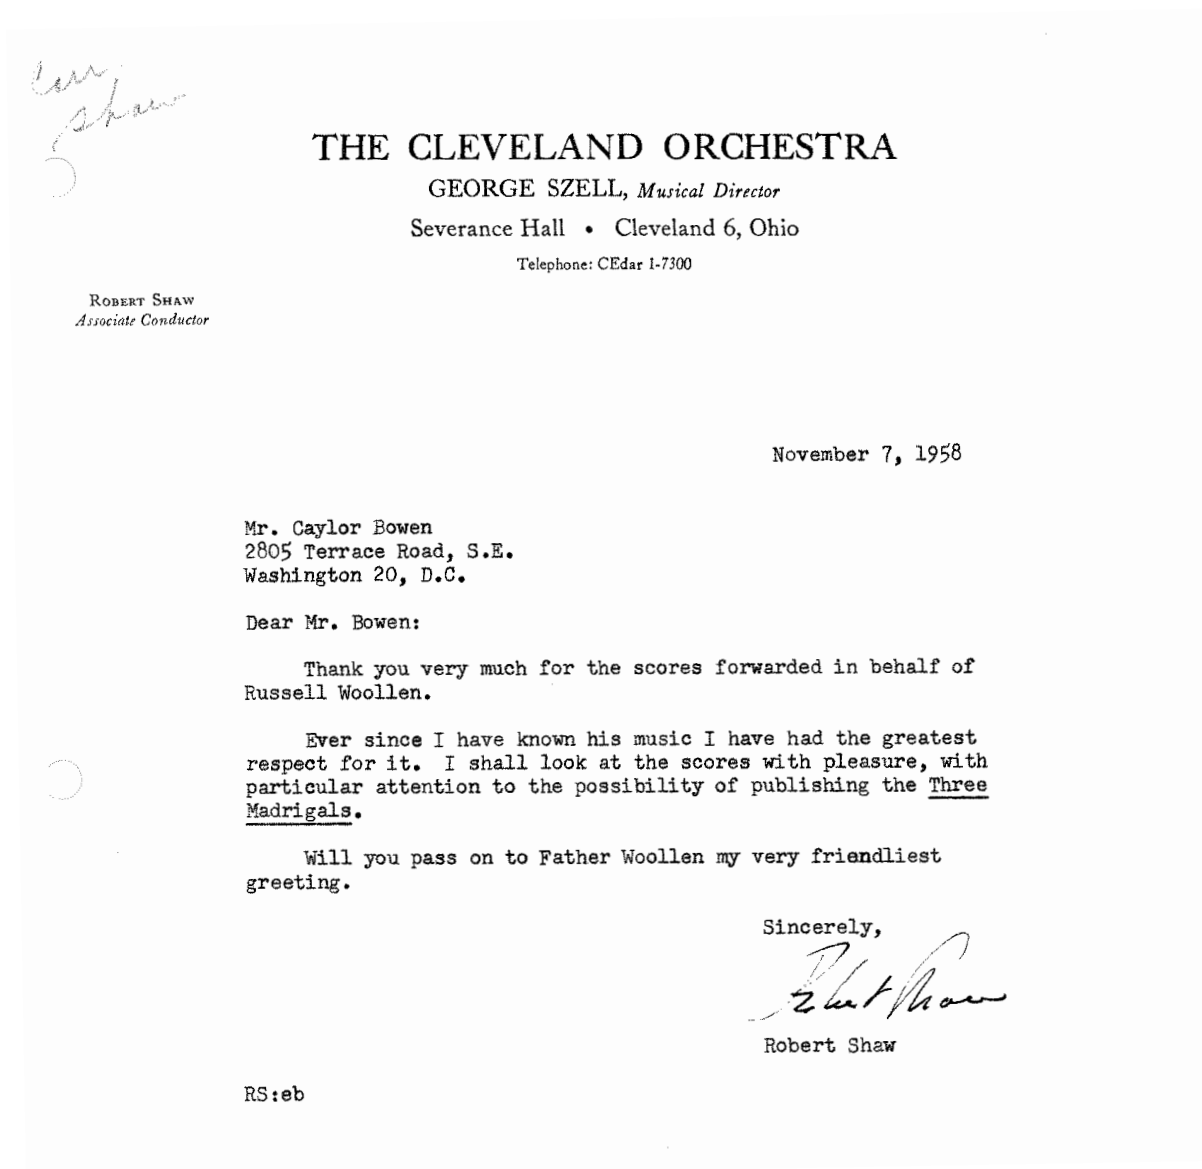 Corr.
Shaw
THE CLEVELAND ORCHESTRA
GEORGE SZELL, Musical Director
Severance Hall • Cleveland 6, Ohio
Telephone: CEdar 1-7300
ROBERT SHAW
Associate Conductor
November 7, 1958
Mr. Caylor Bowen
2805 Terrace Road, S.E.
Washington 20, D.C.
Dear Mr. Bowen:
Thank you very much for the scores forwarded in behalf of
Russell Woollen.
Ever since I have known his music I have had the greatest
respect for it. I shall look at the scores with pleasure, with
particular attention to the possibility of publishing the Three
Madrigals.
Will you pass on to Father Woollen my very friendliest
greeting.
Sincerely,
Robert Shaw
Robert Shaw
RS:eb